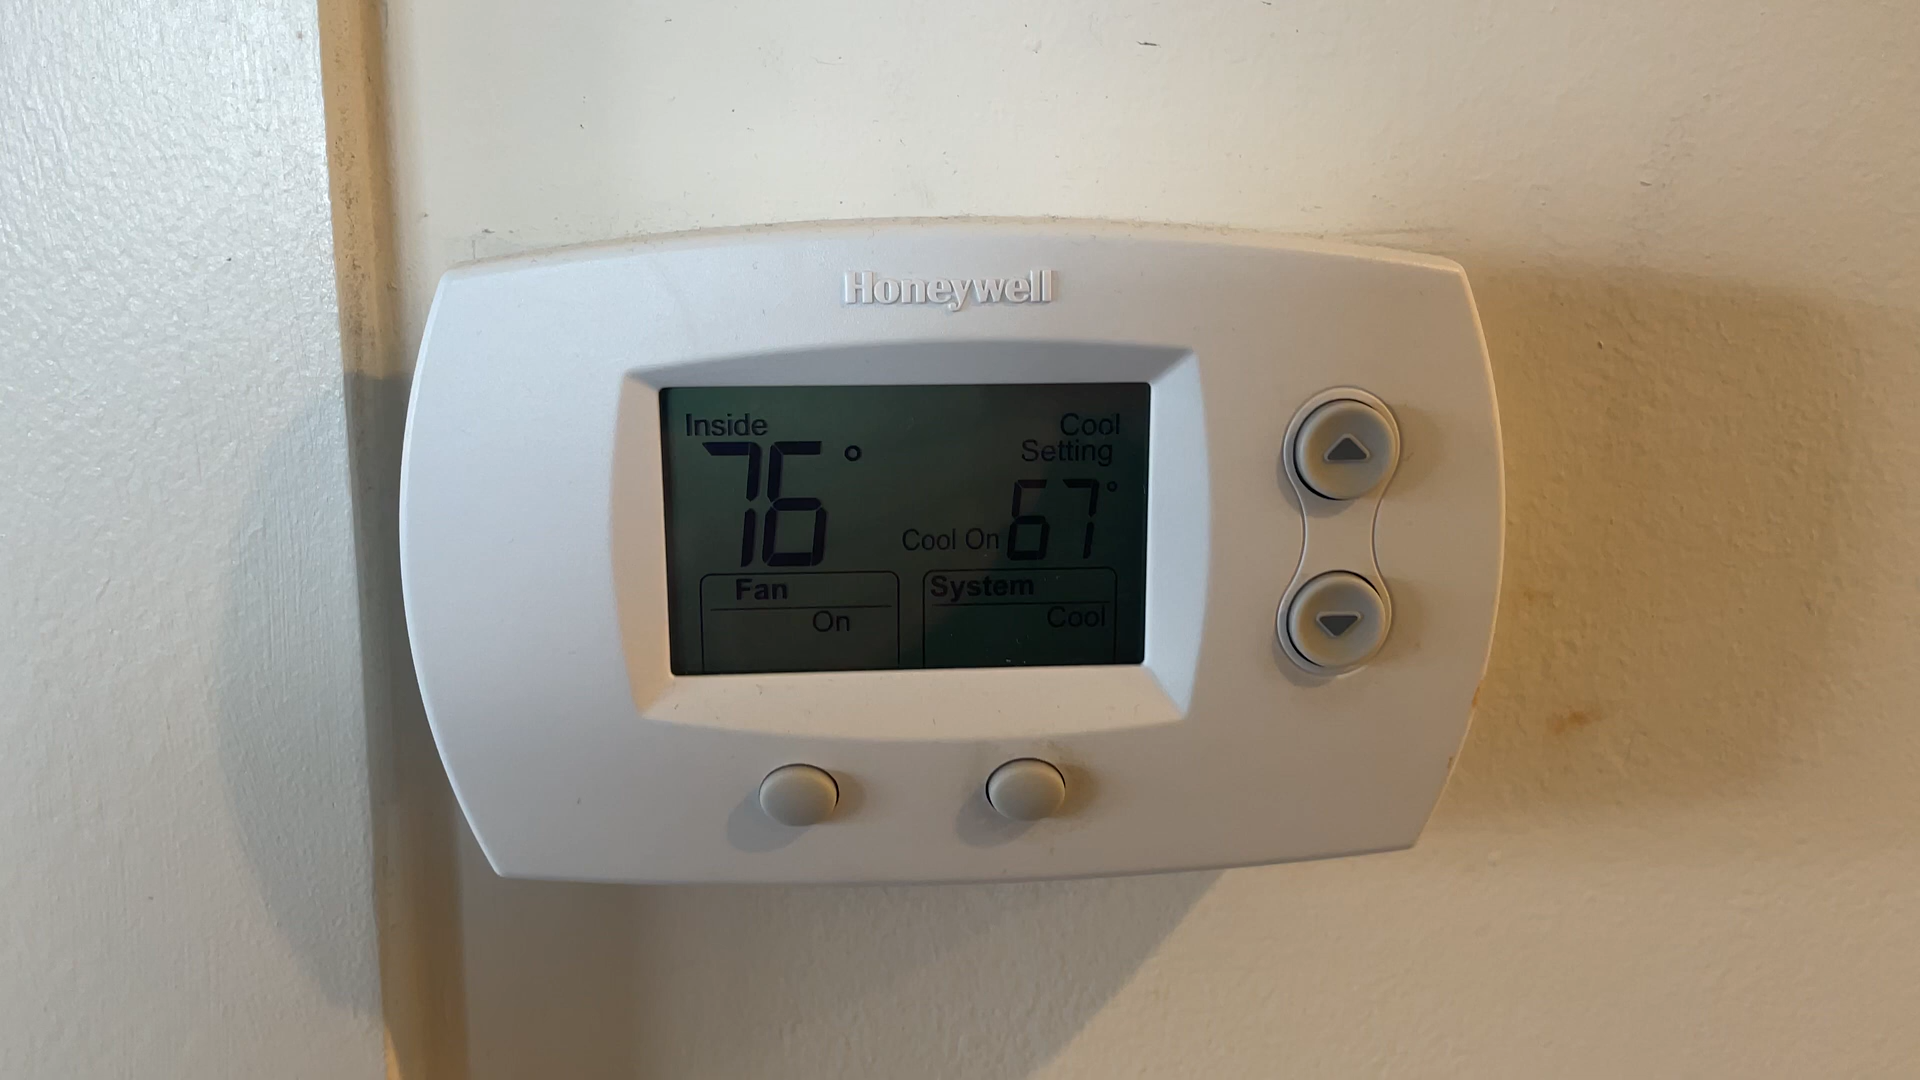 Honeywell
Inside
Cool
Setting
76°
Cool On 67°
Fan
On
System
Cool